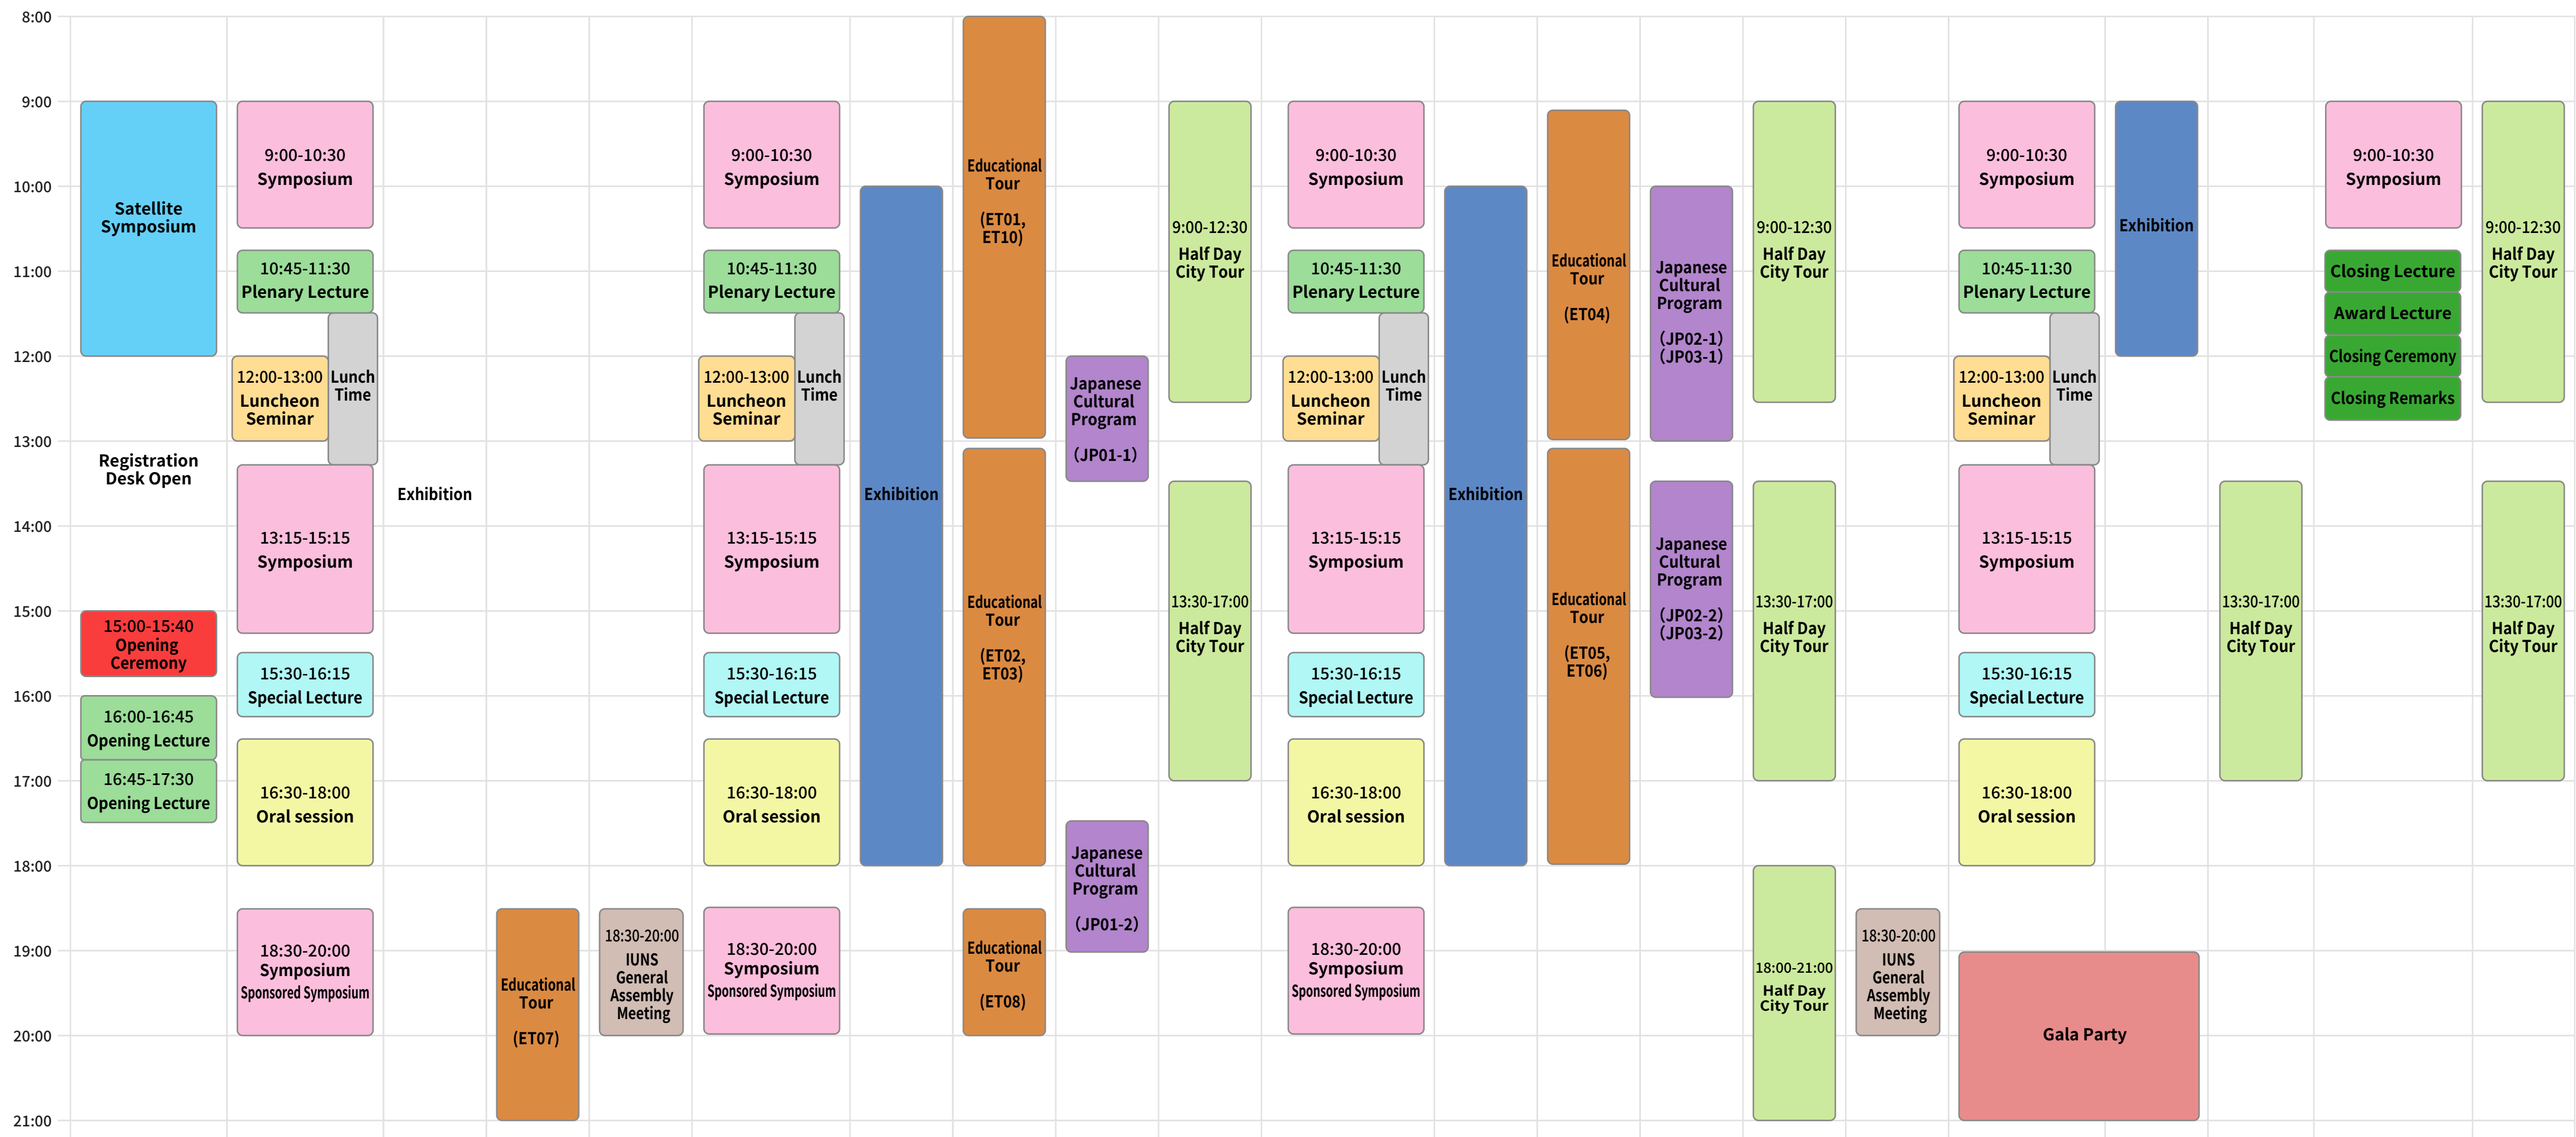 8:00
9:00
10:00
11:00
12:00
13:00
14:00
15:00
16:00
17:00
18:00
19:00
20:00
21:00
Satellite
Symposium
Registration
Desk Open
15:00-15:40
Opening
Ceremony
16:00-16:45
Opening Lecture
16:45-17:30
Opening Lecture
9:00-10:30
Symposium
10:45-11:30
Plenary Lecture
12:00-13:00
Luncheon
Seminar
Lunch
Time
13:15-15:15
Symposium
15:30-16:15
Special Lecture
16:30-18:00
Oral session
18:30-20:00
Symposium
Sponsored Symposium
Exhibition
Educational
Tour
(ET07)
18:30-20:00
IUNS
General
Assembly
Meeting
9:00-10:30
Symposium
10:45-11:30
Plenary Lecture
12:00-13:00
Luncheon
Seminar
Lunch
Time
13:15-15:15
Symposium
15:30-16:15
Special Lecture
16:30-18:00
Oral session
18:30-20:00
Symposium
Sponsored Symposium
Exhibition
Educational
Tour
(ET01,
ET10)
Educational
Tour
(ET02,
ET03)
Educational
Tour
(ET08)
Japanese
Cultural
Program
(JP01-1)
Japanese
Cultural
Program
(JP01-2)
9:00-12:30
Half Day
City Tour
13:30-17:00
Half Day
City Tour
9:00-10:30
Symposium
10:45-11:30
Plenary Lecture
12:00-13:00
Luncheon
Seminar
Lunch
Time
13:15-15:15
Symposium
15:30-16:15
Special Lecture
16:30-18:00
Oral session
18:30-20:00
Symposium
Sponsored Symposium
Exhibition
Educational
Tour
(ET04)
Educational
Tour
(ET05,
ET06)
Japanese
Cultural
Program
(JP02-1)
(JP03-1)
Japanese
Cultural
Program
(JP02-2)
(JP03-2)
9:00-12:30
Half Day
City Tour
13:30-17:00
Half Day
City Tour
18:00-21:00
Half Day
City Tour
18:30-20:00
IUNS
General
Assembly
Meeting
9:00-10:30
Symposium
10:45-11:30
Plenary Lecture
12:00-13:00
Luncheon
Seminar
Lunch
Time
13:15-15:15
Symposium
15:30-16:15
Special Lecture
16:30-18:00
Oral session
Gala Party
Exhibition
13:30-17:00
Half Day
City Tour
9:00-10:30
Symposium
Closing Lecture
Award Lecture
Closing Ceremony
Closing Remarks
9:00-12:30
Half Day
City Tour
13:30-17:00
Half Day
City Tour